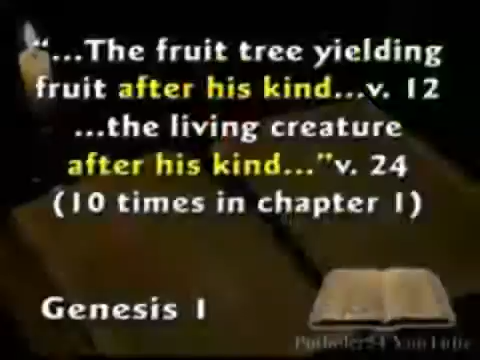 “...The fruit tree yielding
fruit after his kind...v. 12
...the living creature
after his kind...”v. 24
(10 times in chapter 1)
Genesis 1
YouTube